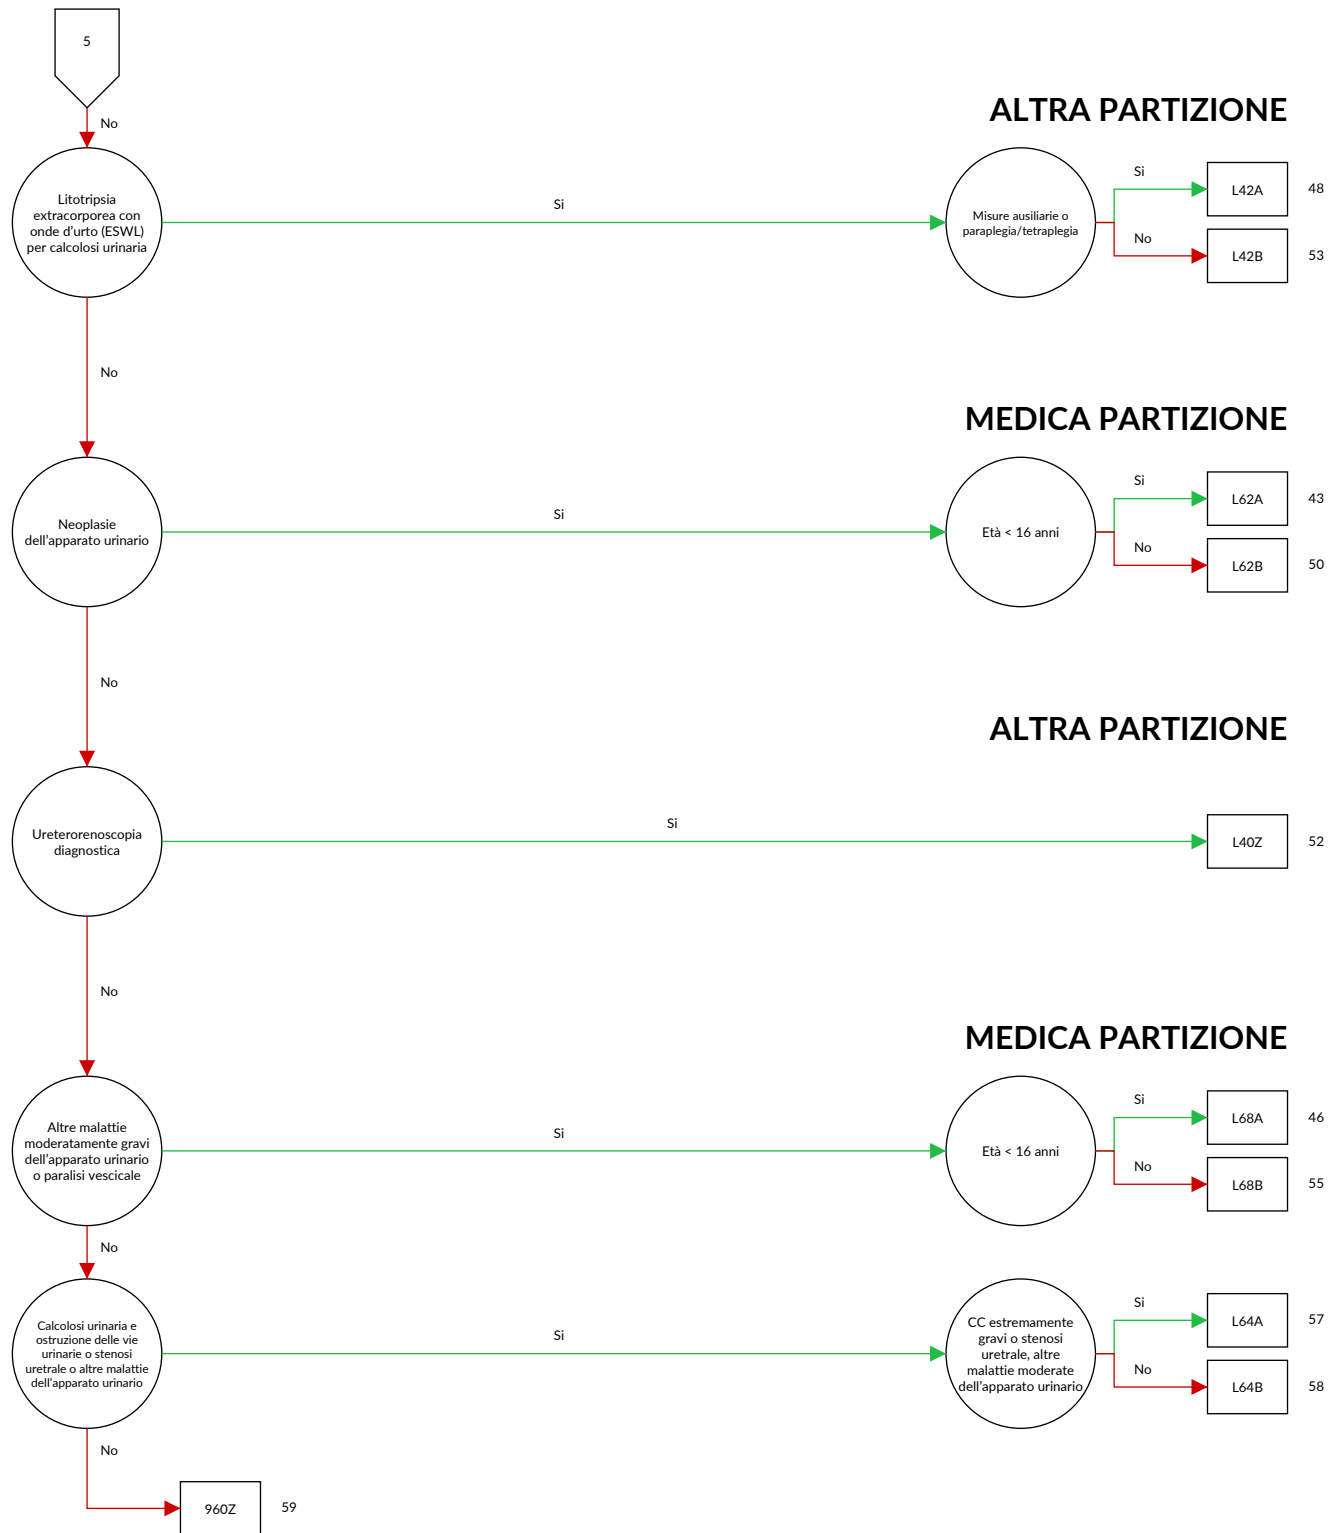 5
No
ALTRA PARTIZIONE
Litotripsia
extracorporea con
onde d'urto (ESWL)
per calcolosi urinaria
Si
Misure ausiliarie o
paraplegia/tetraplegia
Si
L42A
48
No
L42B
53
No
MEDICA PARTIZIONE
Neoplasie
dell'apparato urinario
Si
Età < 16 anni
Si
L62A
43
No
L62B
50
No
ALTRA PARTIZIONE
Ureterorenoscopia
diagnostica
Si
L40Z
52
No
MEDICA PARTIZIONE
Altre malattie
moderatamente gravi
dell'apparato urinario
o paralisi vescicale
Si
Età < 16 anni
Si
L68A
46
No
L68B
55
No
Calcolosi urinaria e
ostruzione delle vie
urinarie o stenosi
uretrale o altre malattie
dell'apparato urinario
Si
CC estremamente
gravi o stenosi
uretrale, altre
malattie moderate
dell'apparato urinario
Si
L64A
57
No
L64B
58
No
960Z
59